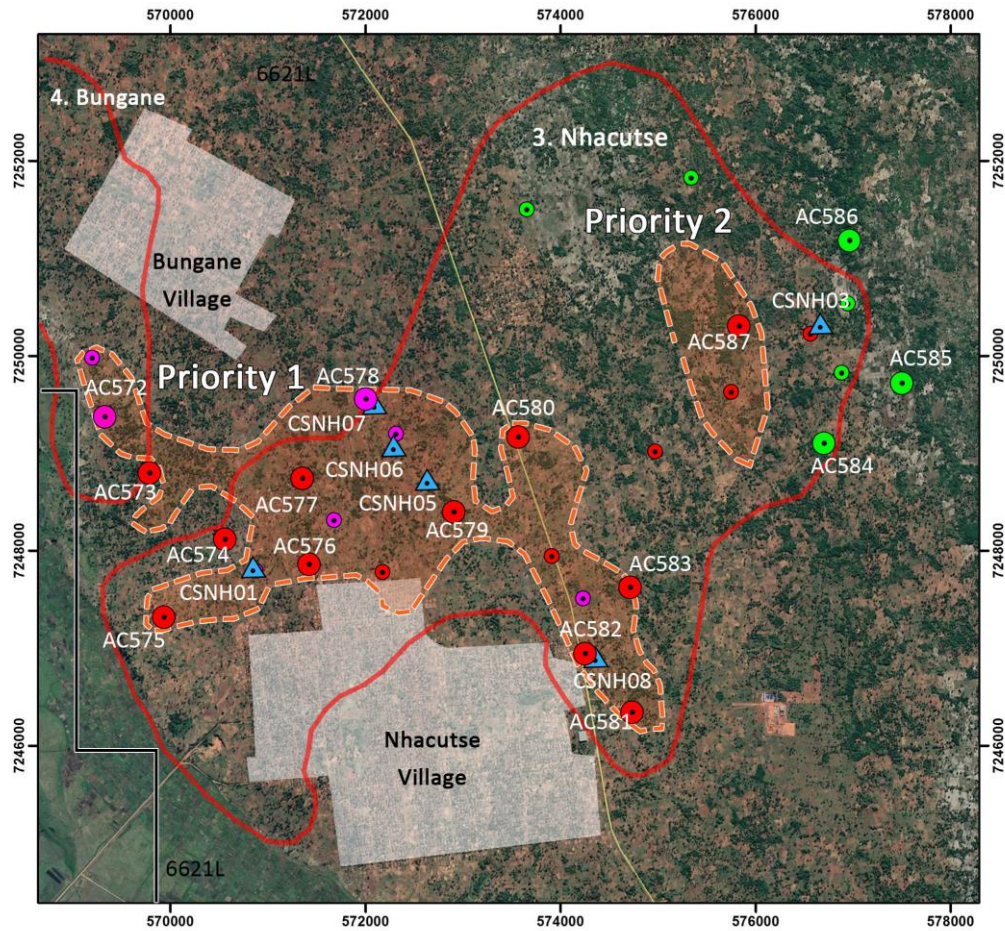 570000
572000
574000
576000
578000
6621L
4. Bungane
3. Nhacutse
7252000
7252000
Priority 2
AC586
Bungane
Village
CSNH03
AC587
7250000
7250000
Priority 1
AC578
AC572
AC585
AC580
CSNH07
AC584
CSNH06
AC573
AC577
CSNH05
AC579
7248000
7248000
AC574
AC576
AC583
CSNH01
AC582
AC575
CSNH08
AC581
7246000
7246000
Nhacutse
Village
6621L
570000
572000
574000
576000
578000